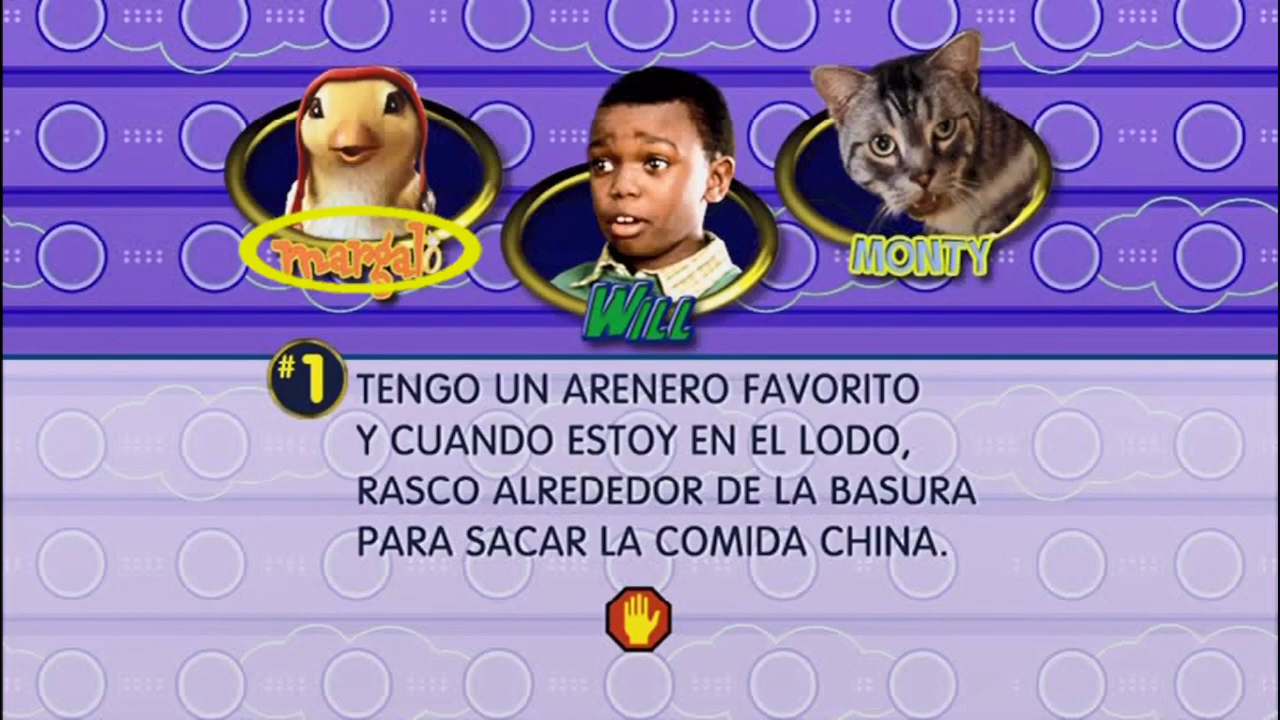 margalo
WILL
MONTY
#1
TENGO UN ARENERO FAVORITO
Y CUANDO ESTOY EN EL LODO,
RASCO ALREDEDOR DE LA BASURA
PARA SACAR LA COMIDA CHINA.